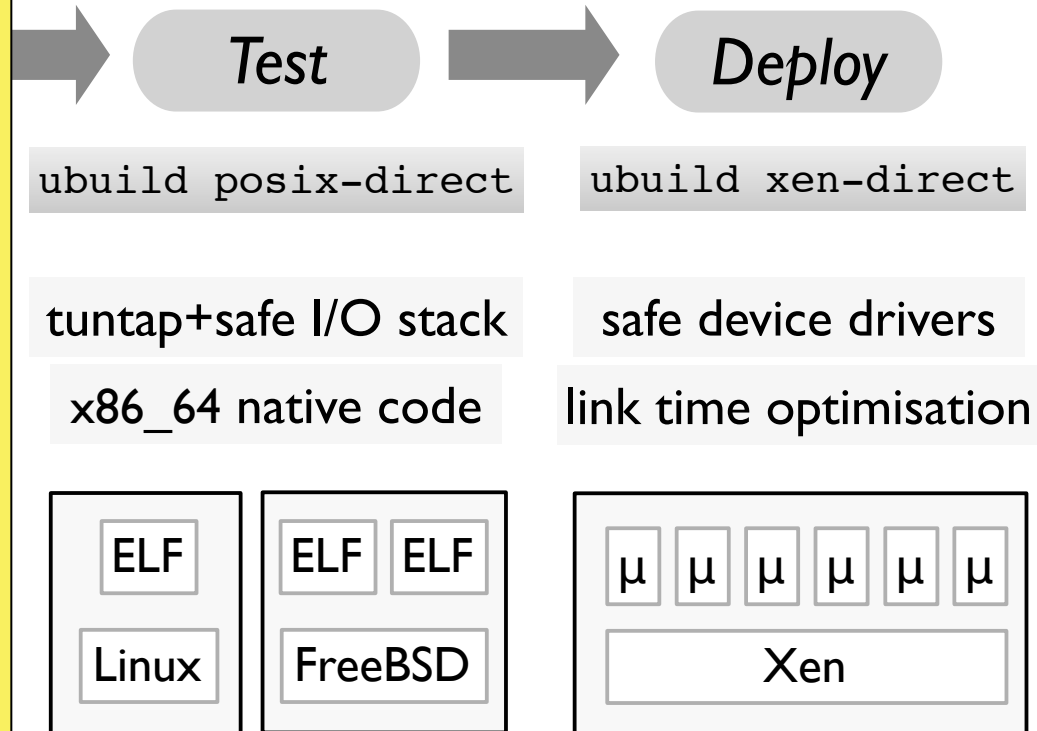 Test
Deploy
ubuild posix-direct
ubuild xen-direct
tuntap+safe I/O stack
safe device drivers
x86_64 native code
link time optimisation
ELF
ELF ELF
μ μ μ μ μ μ
Linux
FreeBSD
Xen